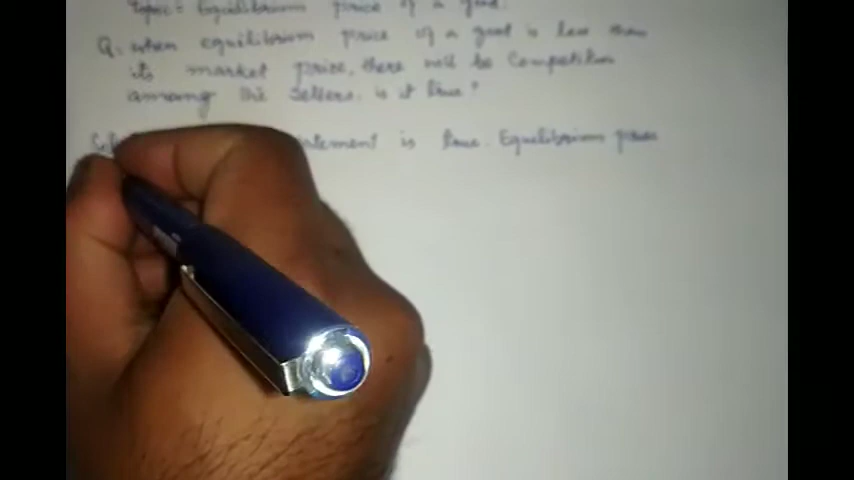 Topic: Equilibrium price of a good.
Q. When equilibrium price of a good is less than
its market price, there will be competition
among the sellers. is it true?
statement is true. Equilibrium price